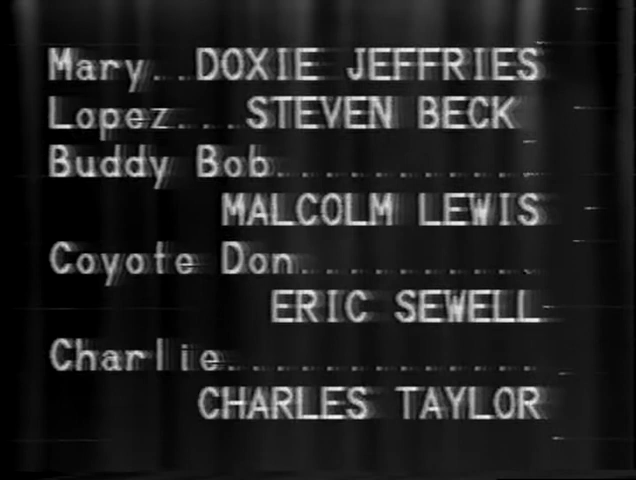 Mary...DOXIE JEFFRIES
Lopez....STEVEN BECK
Buddy Bob...........
MALCOLM LEWIS
Coyote Don..........
ERIC SEWELL
Charlie.............
CHARLES TAYLOR